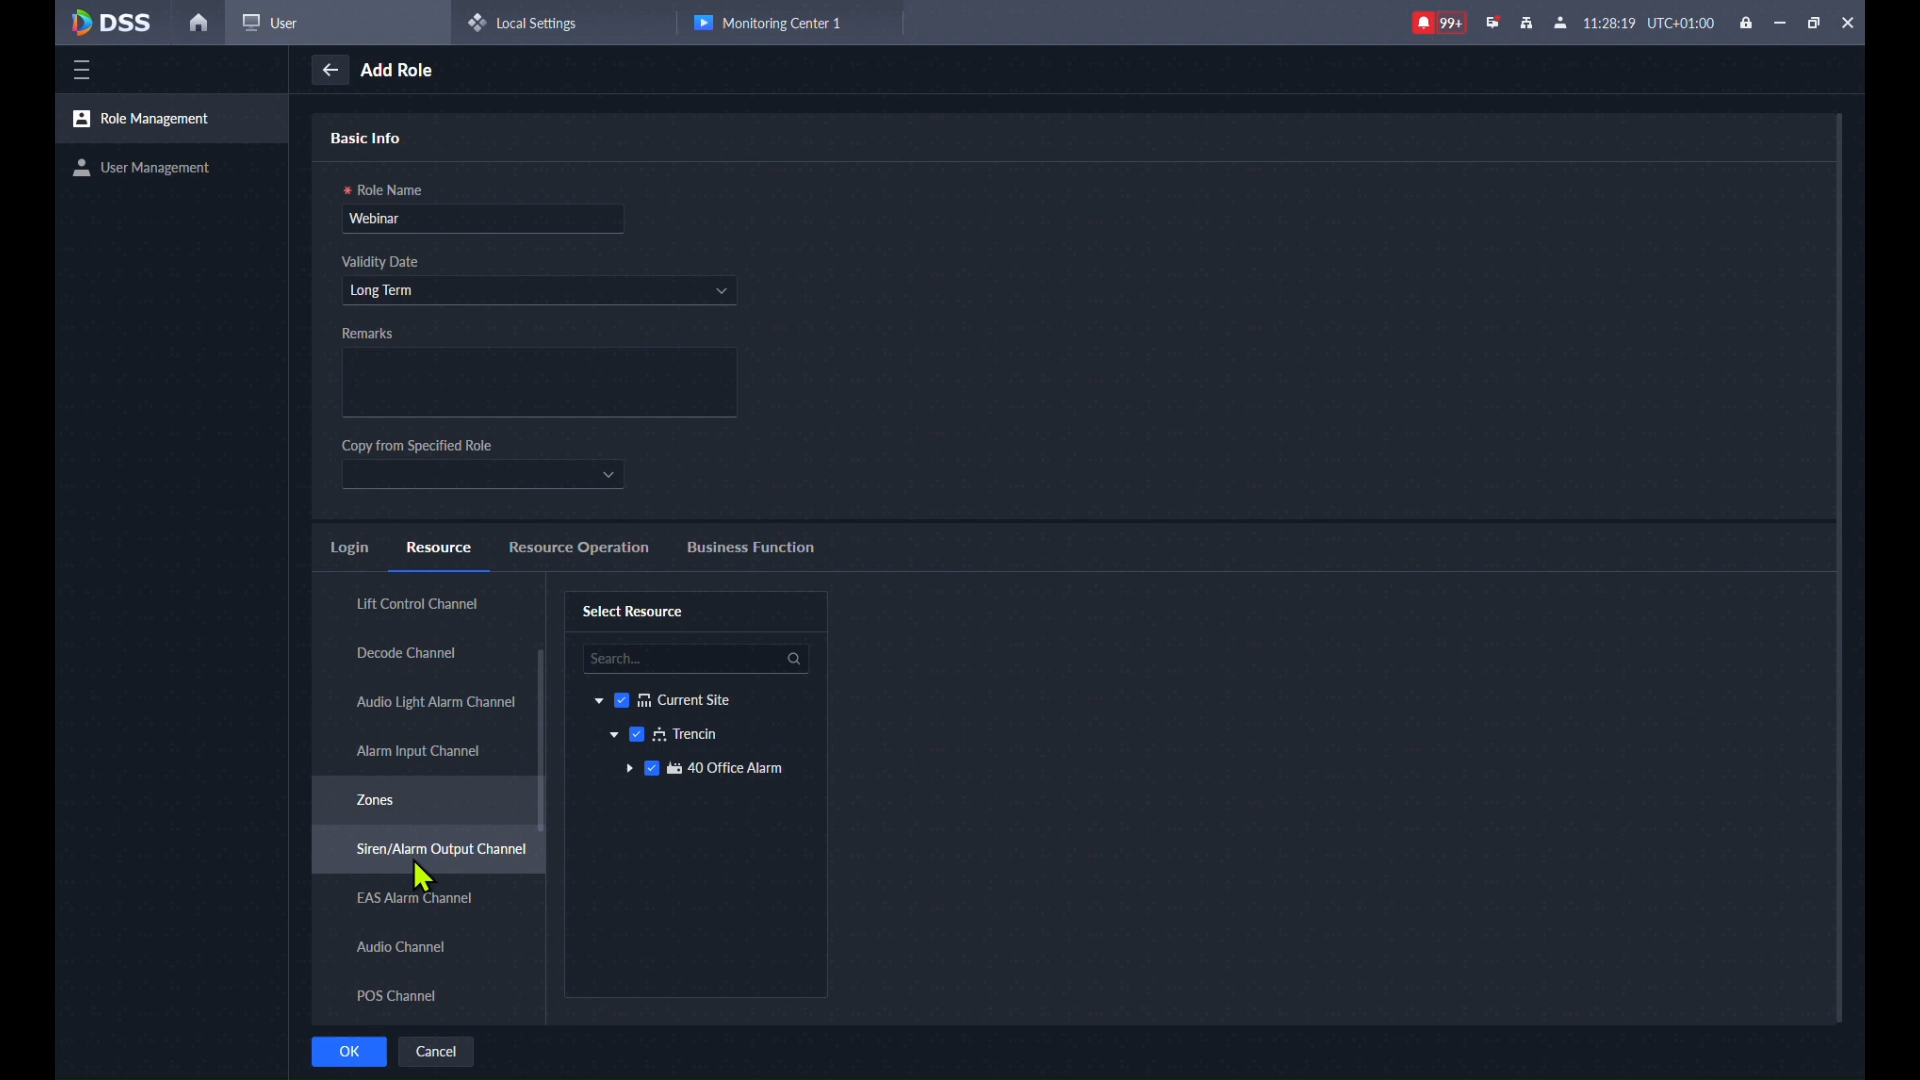 DSS
User
Local Settings
Monitoring Center 1
99+
11:28:19 UTC+01:00
Add Role
Role Management
User Management
Basic Info
* Role Name
Webinar
Validity Date
Long Term
Remarks
Copy from Specified Role
Login
Resource
Resource Operation
Business Function
Lift Control Channel
Decode Channel
Audio Light Alarm Channel
Alarm Input Channel
Zones
Siren/Alarm Output Channel
EAS Alarm Channel
Audio Channel
POS Channel
Select Resource
Search...
Current Site
Trencin
40 Office Alarm
OK
Cancel